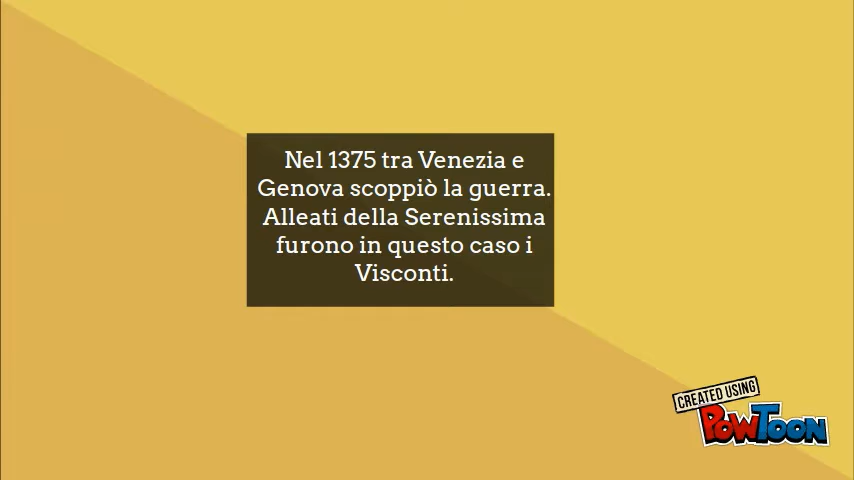 Nel 1375 tra Venezia e
Genova scoppiò la guerra.
Alleati della Serenissima
furono in questo caso i
Visconti.
CREATED USING
POWTOON